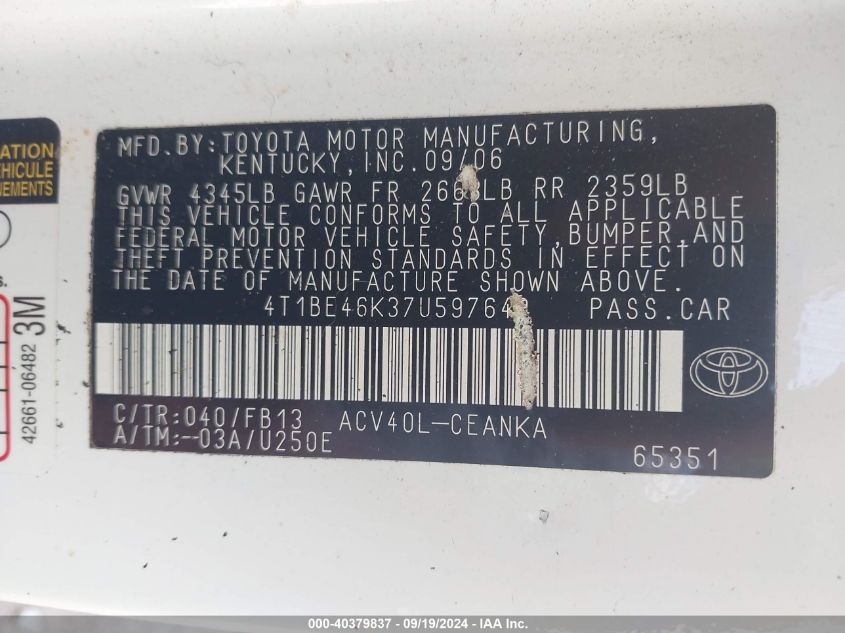 MFD.BY:TOYOTA MOTOR MANUFACTURING,
KENTUCKY,INC.09/06
GVWR 4345LB GAWR FR RR 2359LB
THIS VEHICLE CONFORMS TO ALL APPLICABLE
FEDERAL MOTOR VEHICLE SAFETY,BUMPER,AND
THEFT PREVENTION STANDARDS IN EFFECT ON
THE DATE OF MANUFACTURE SHOWN ABOVE.
PASS.CAR
C/TR:040/FB13 ACV40L-CEANKA
A/TM:-03A/U250E
65351
42661-06482 3M
000-40379837 - 09/19/2024 - IAA Inc.